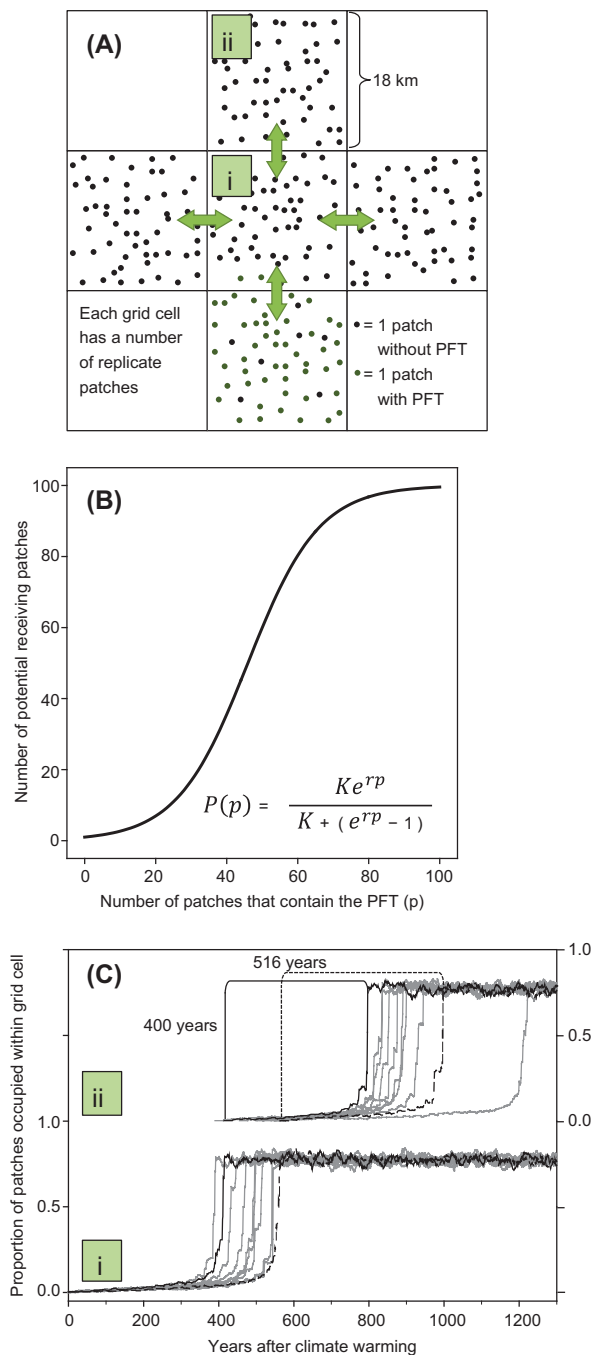 (A)
ii
18 km
i
Each grid cell
has a number
of replicate
patches
= 1 patch
without PFT
= 1 patch
with PFT
(B)
Number of potential receiving patches
100
80
60
40
20
0
P(p) = Ke^{rp} / K + (e^{rp} − 1)
0 20 40 60 80 100
Number of patches that contain the PFT (p)
(C)
Proportion of patches occupied within grid cell
516 years
400 years
1.0
0.5
0.0
ii
1.0
0.5
0.0
i
0 200 400 600 800 1000 1200
Years after climate warming